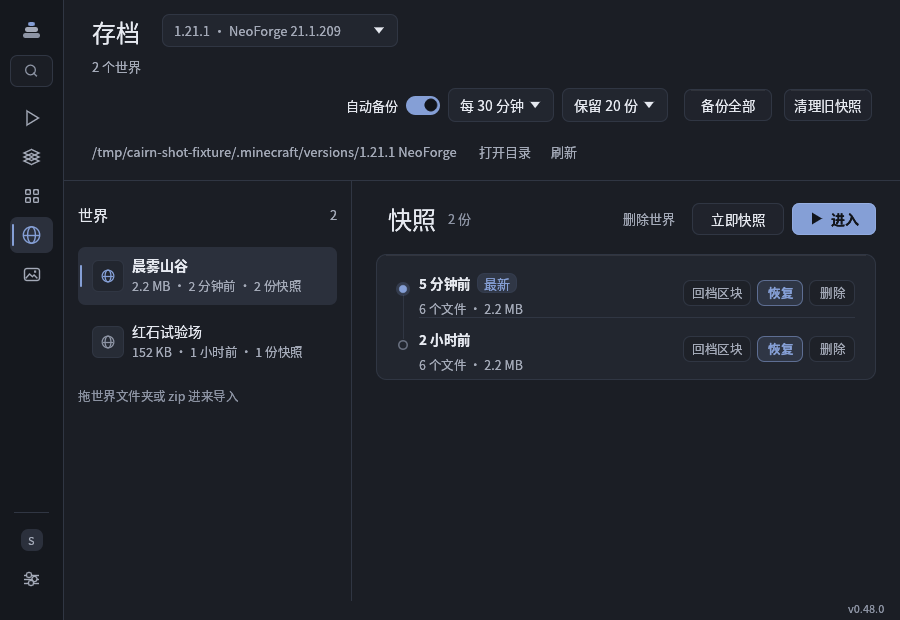 存档
1.21.1 • NeoForge 21.1.209
2 个世界
自动备份
每 30 分钟
保留 20 份
备份全部
清理旧快照
/tmp/cairn-shot-fixture/.minecraft/versions/1.21.1 NeoForge
打开目录
刷新
世界
2
晨雾山谷
2.2 MB • 2 分钟前 • 2 份快照
红石试验场
152 KB • 1 小时前 • 1 份快照
拖世界文件夹或 zip 进来导入
快照
2 份
删除世界
立即快照
进入
5 分钟前
最新
6 个文件 • 2.2 MB
回档区块
恢复
删除
2 小时前
6 个文件 • 2.2 MB
回档区块
恢复
删除
S
v0.48.0